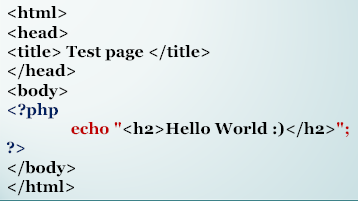 <html>
<head>
<title> Test page </title>
</head>
<body>
<?php
echo "<h2>Hello World :)</h2>";
?>
</body>
</html>